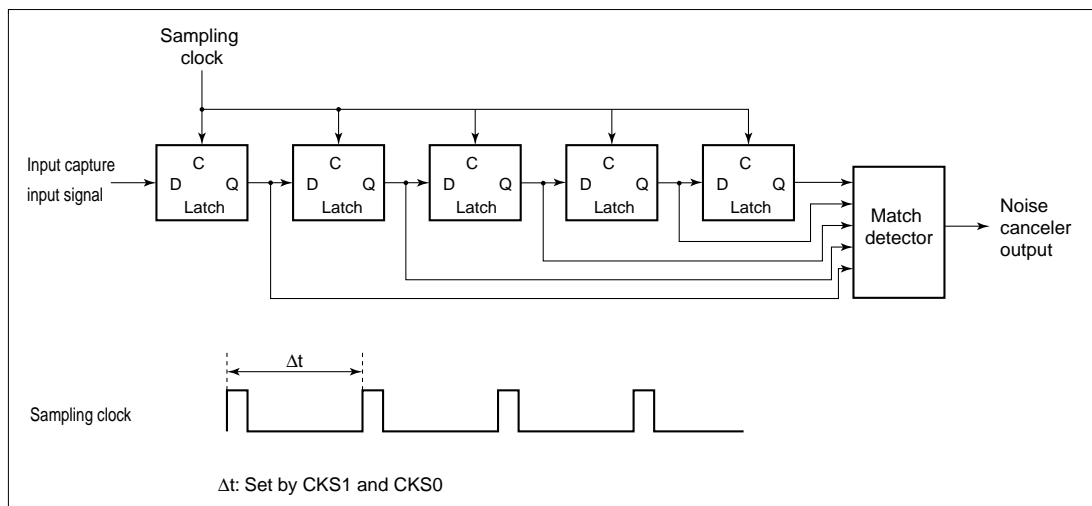 Sampling
clock
Input capture
input signal
C
D Q
Latch
C
D Q
Latch
C
D Q
Latch
C
D Q
Latch
C
D Q
Latch
Match
detector
Noise
canceler
output
Δt
Sampling clock
Δt: Set by CKS1 and CKS0